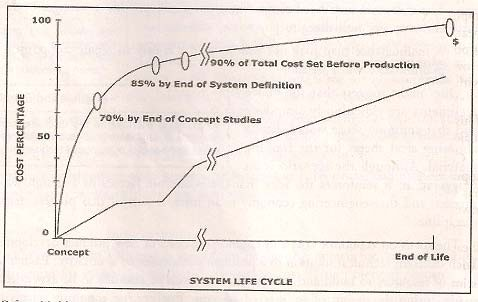 100
$
90% of Total Cost Set Before Production
85% by End of System Definition
70% by End of Concept Studies
50
COST PERCENTAGE
0
Concept
End of Life
SYSTEM LIFE CYCLE